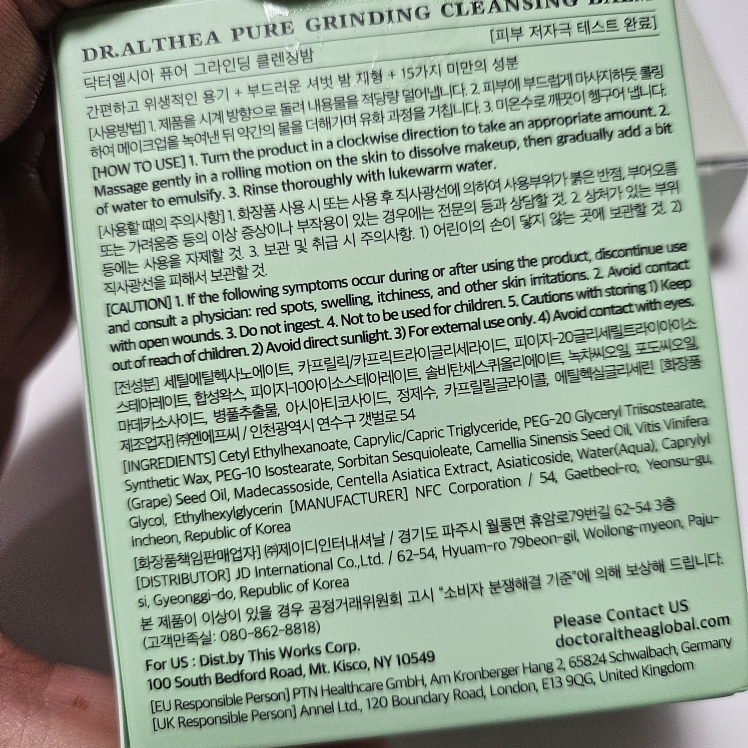 DR.ALTHEA PURE GRINDING CLEANSING BALM
[피부 저자극 테스트 완료]
닥터엘시아 퓨어 그라인딩 클렌징밤
간편하고 위생적인 용기 + 부드러운 셔벗 밤 제형 + 15가지 미만의 성분
[사용방법] 1. 제품을 시계 방향으로 돌려 내용물을 적당량 덜어냅니다. 2. 피부에 부드럽게 마사지하듯 롤링
하여 메이크업을 녹여낸 뒤 약간의 물을 더해가며 유화 과정을 거칩니다. 3. 미온수로 깨끗이 헹구어 냅니다.
[HOW TO USE] 1. Turn the product in a clockwise direction to take an appropriate amount. 2.
Massage gently in a rolling motion on the skin to dissolve makeup, then gradually add a bit
of water to emulsify. 3. Rinse thoroughly with lukewarm water.
[사용할 때의 주의사항] 1. 화장품 사용 시 또는 사용 후 직사광선에 의하여 사용부위가 붉은 반점, 부어오름
또는 가려움증 등의 이상 증상이나 부작용이 있는 경우에는 전문의 등과 상담할 것. 2. 상처가 있는 부위
등에는 사용을 자제할 것. 3. 보관 및 취급 시 주의사항. 1) 어린이의 손이 닿지 않는 곳에 보관할 것. 2)
직사광선을 피해서 보관할 것.
[CAUTION] 1. If the following symptoms occur during or after using the product, discontinue use
and consult a physician: red spots, swelling, itchiness, and other skin irritations. 2. Avoid contact
with open wounds. 3. Do not ingest. 4. Not to be used for children. 5. Cautions with storing 1) Keep
out of reach of children. 2) Avoid direct sunlight. 3) For external use only. 4) Avoid contact with eyes.
[전성분] 세틸에틸헥사노에이트, 카프릴릭/카프릭트라이글리세라이드, 피이지-20글리세릴트라이아이소
스테아레이트, 합성왁스, 피이지-10아이소스테아레이트, 솔비탄세스퀴올리에이트, 녹차씨오일, 포도씨오일,
마데카소사이드, 병풀추출물, 아시아티코사이드, 정제수, 카프릴릴글라이콜, 에틸헥실글리세린 [화장품
제조업자] ㈜엔에프씨 / 인천광역시 연수구 갯벌로 54
[INGREDIENTS] Cetyl Ethylhexanoate, Caprylic/Capric Triglyceride, PEG-20 Glyceryl Triisostearate,
Synthetic Wax, PEG-10 Isostearate, Sorbitan Sesquioleate, Camellia Sinensis Seed Oil, Vitis Vinifera
(Grape) Seed Oil, Madecassoside, Centella Asiatica Extract, Asiaticoside, Water(Aqua), Caprylyl
Glycol, Ethylhexylglycerin [MANUFACTURER] NFC Corporation / 54, Gaetbeol-ro, Yeonsu-gu,
Incheon, Republic of Korea
[화장품책임판매업자] ㈜제이디인터내셔날 / 경기도 파주시 월롱면 휴암로79번길 62-54 3층
[DISTRIBUTOR] JD International Co.,Ltd. / 62-54, Hyuam-ro 79beon-gil, Wollong-myeon, Paju-
si, Gyeonggi-do, Republic of Korea
본 제품이 이상이 있을 경우 공정거래위원회 고시 "소비자 분쟁해결 기준"에 의해 보상해 드립니다.
(고객만족실: 080-862-8818)
For US : Dist.by This Works Corp.
100 South Bedford Road, Mt. Kisco, NY 10549
Please Contact US
doctoraltheaglobal.com
[EU Responsible Person] PTN Healthcare GmbH, Am Kronberger Hang 2, 65824 Schwalbach, Germany
[UK Responsible Person] Annel Ltd., 120 Boundary Road, London, E13 9QG, United Kingdom